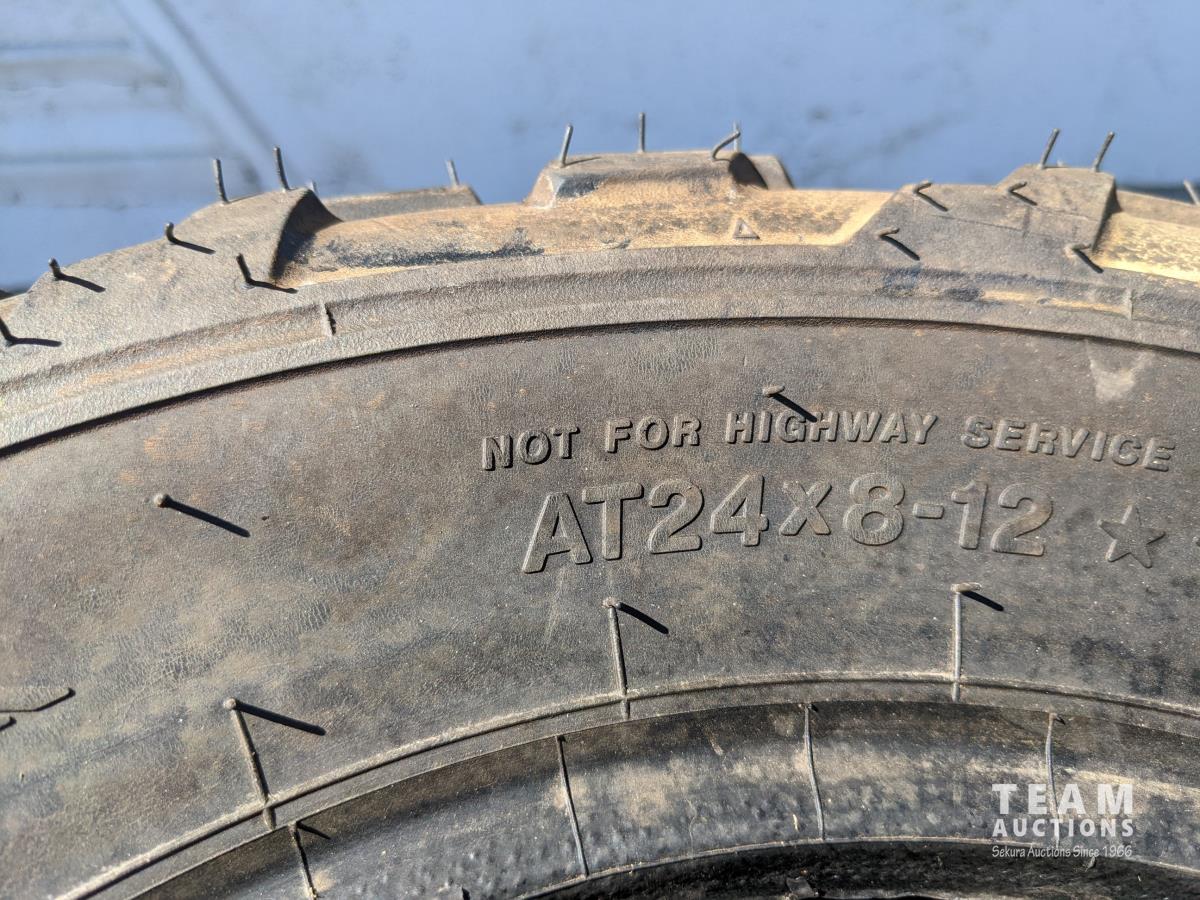 NOT FOR HIGHWAY SERVICE
AT24x8-12 ☆
TEAM
AUCTIONS
Sekura Auctions Since 1966